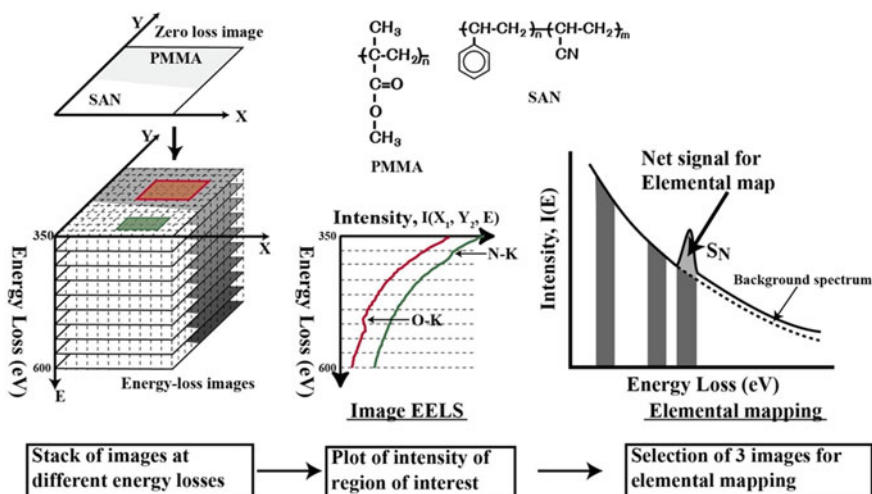 Y
Zero loss image
PMMA
SAN
X
Y
X
350
Energy Loss (eV)
600
E
Energy-loss images
CH₃
(C-CH₂)n
C=O
O
CH₃
PMMA
(CH-CH₂)n(CH-CH₂)m
CN
SAN
Intensity, I(X₁, Y₂, E)
350
N-K
O-K
Energy Loss (eV)
600
Image EELS
Net signal for
Elemental map
SN
Background spectrum
Intensity, I(E)
Energy Loss (eV)
Elemental mapping
Stack of images at
different energy losses
Plot of intensity of
region of interest
Selection of 3 images for
elemental mapping